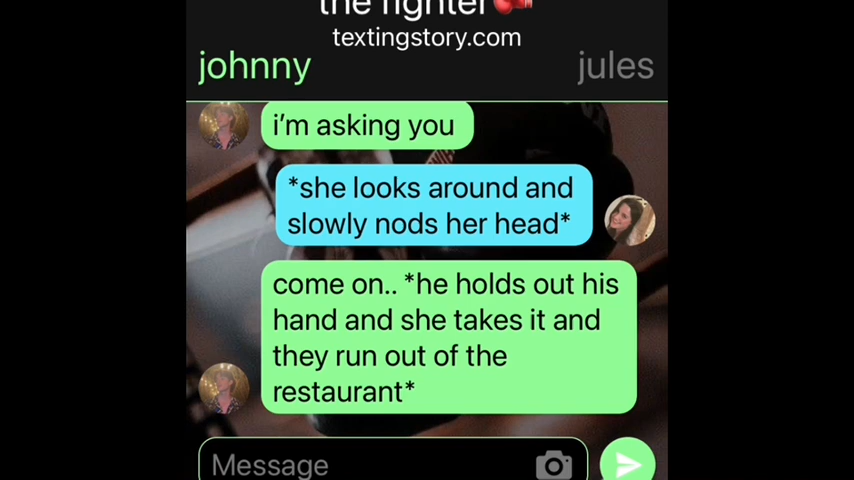 the fighter🥊
textingstory.com
johnny
jules
i'm asking you
*she looks around and
slowly nods her head*
come on.. *he holds out his
hand and she takes it and
they run out of the
restaurant*
Message